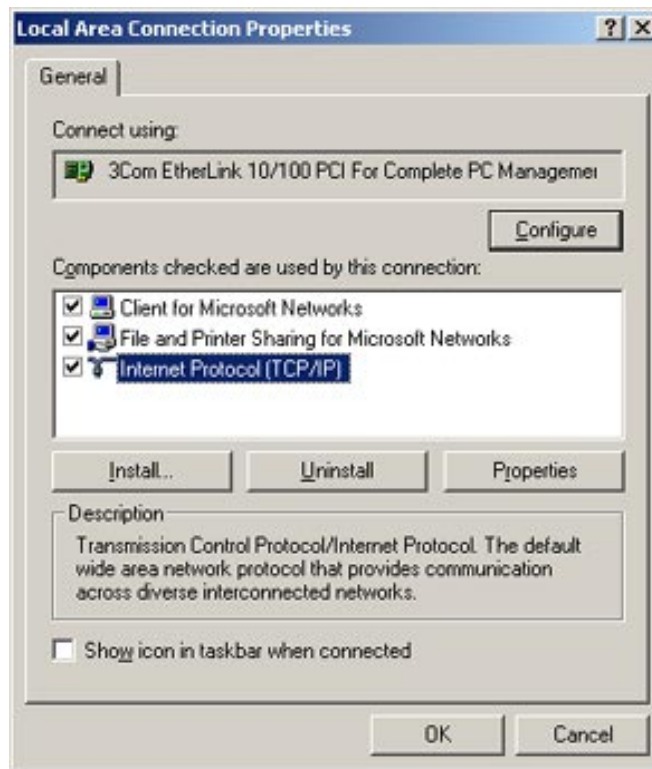 Local Area Connection Properties
General
Connect using:
3Com EtherLink 10/100 PCI For Complete PC Managemer
Configure
Components checked are used by this connection:
Client for Microsoft Networks
File and Printer Sharing for Microsoft Networks
Internet Protocol (TCP/IP)
Install... Uninstall Properties
Description
Transmission Control Protocol/Internet Protocol. The default
wide area network protocol that provides communication
across diverse interconnected networks.
Show icon in taskbar when connected
OK Cancel